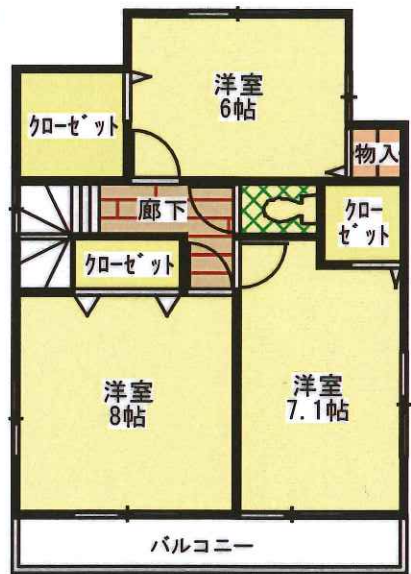 洋室
6帖
クローゼット
物入
廊下
クロー
ゼット
クローゼット
洋室
8帖
洋室
7.1帖
バルコニー